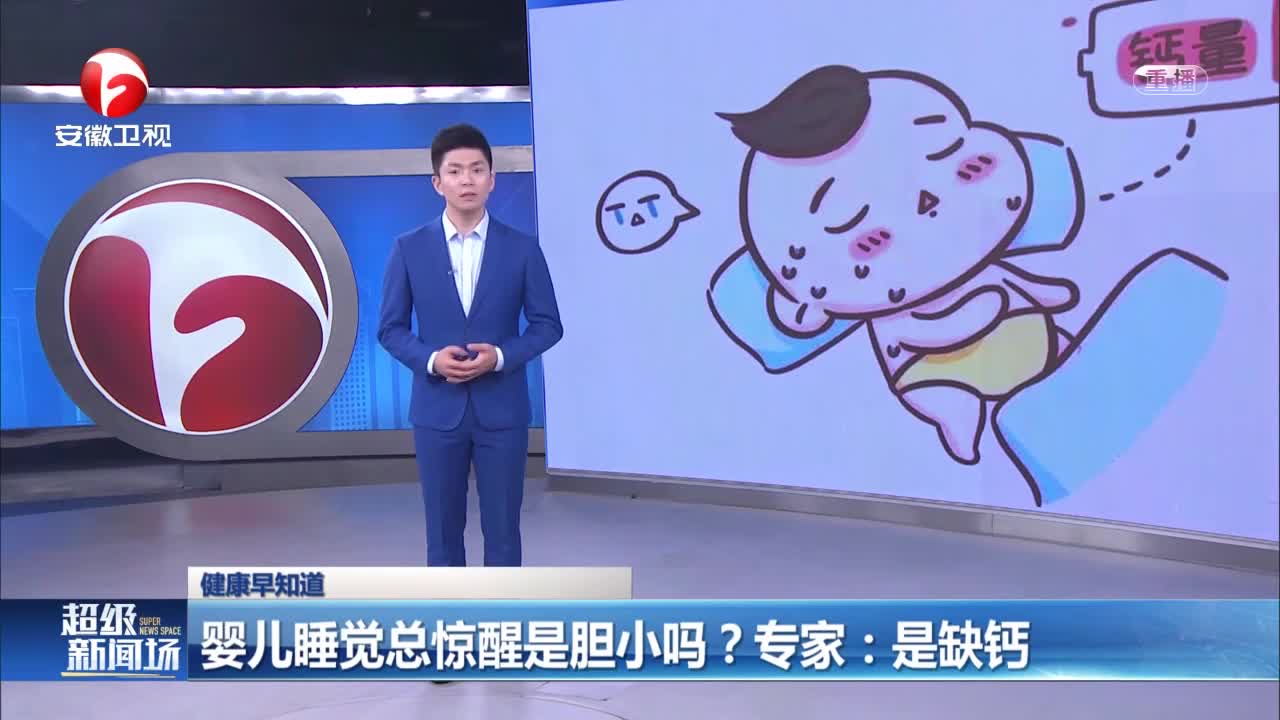 安徽卫视
钙量
重播
健康早知道
超级
新闻场
SUPER
NEWS SPACE
婴儿睡觉总惊醒是胆小吗？专家：是缺钙